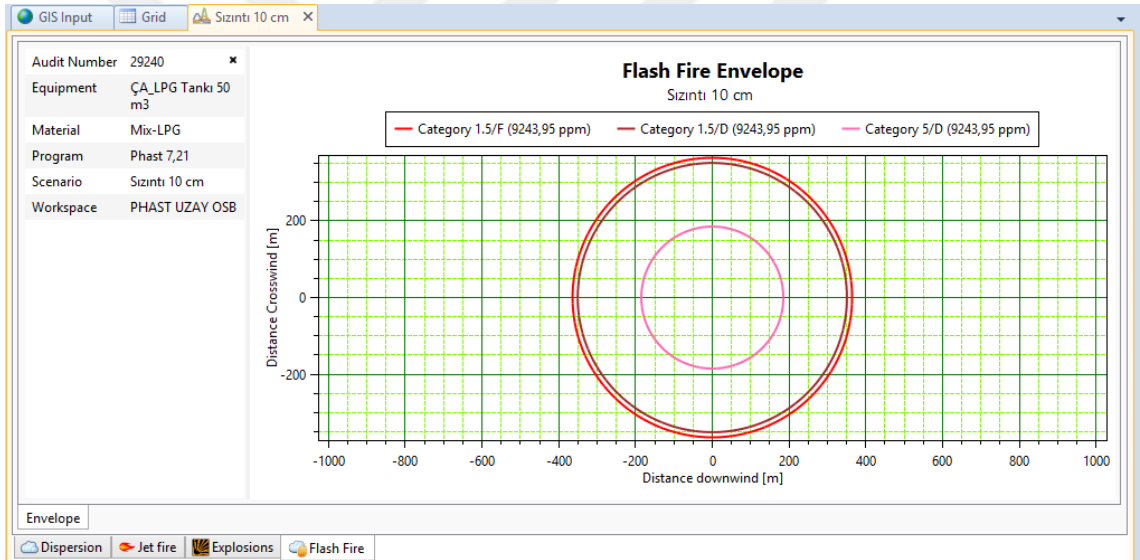 GIS Input Grid Sızıntı 10 cm
Audit Number 29240
Equipment ÇA_LPG Tankı 50
m3
Material Mix-LPG
Program Phast 7,21
Scenario Sızıntı 10 cm
Workspace PHAST UZAY OSB
Flash Fire Envelope
Sızıntı 10 cm
Category 1.5/F (9243,95 ppm) Category 1.5/D (9243,95 ppm) Category 5/D (9243,95 ppm)
Distance Crosswind [m]
200
0
-200
-1000 -800 -600 -400 -200 0 200 400 600 800 1000
Distance downwind [m]
Envelope
Dispersion Jet fire Explosions Flash Fire